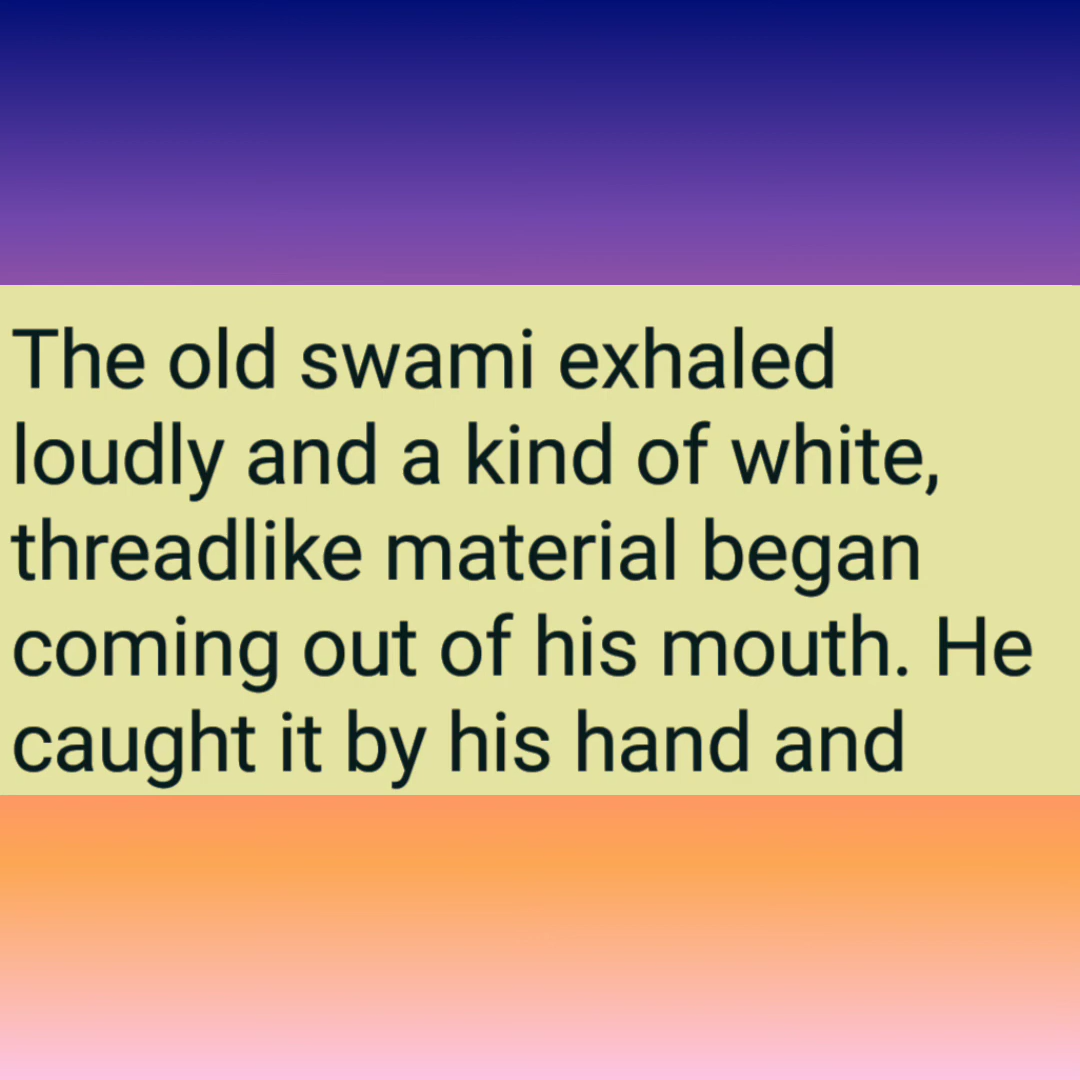 The old swami exhaled
loudly and a kind of white,
threadlike material began
coming out of his mouth. He
caught it by his hand and